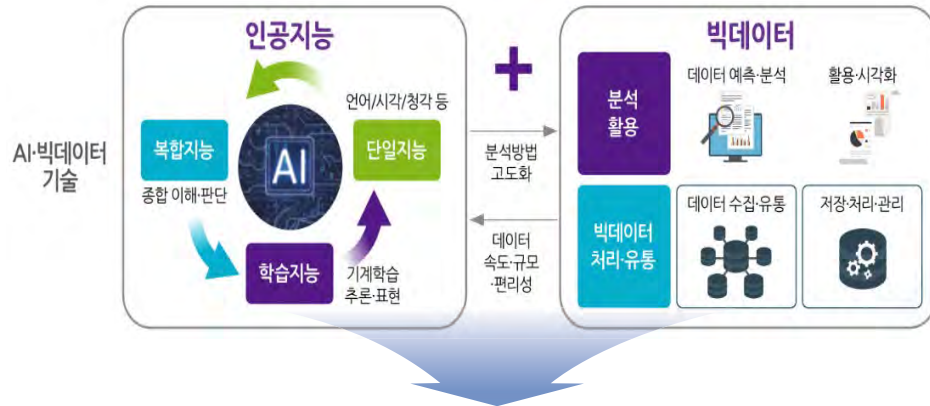 AI·빅데이터
기술
인공지능
언어/시각/청각 등
복합지능
AI
단일지능
종합 이해·판단
학습지능
기계학습
추론·표현
+
분석방법
고도화
데이터
속도·규모
·편리성
빅데이터
분석
활용
데이터 예측·분석
활용·시각화
빅데이터
처리·유통
데이터 수집·유통
저장·처리·관리